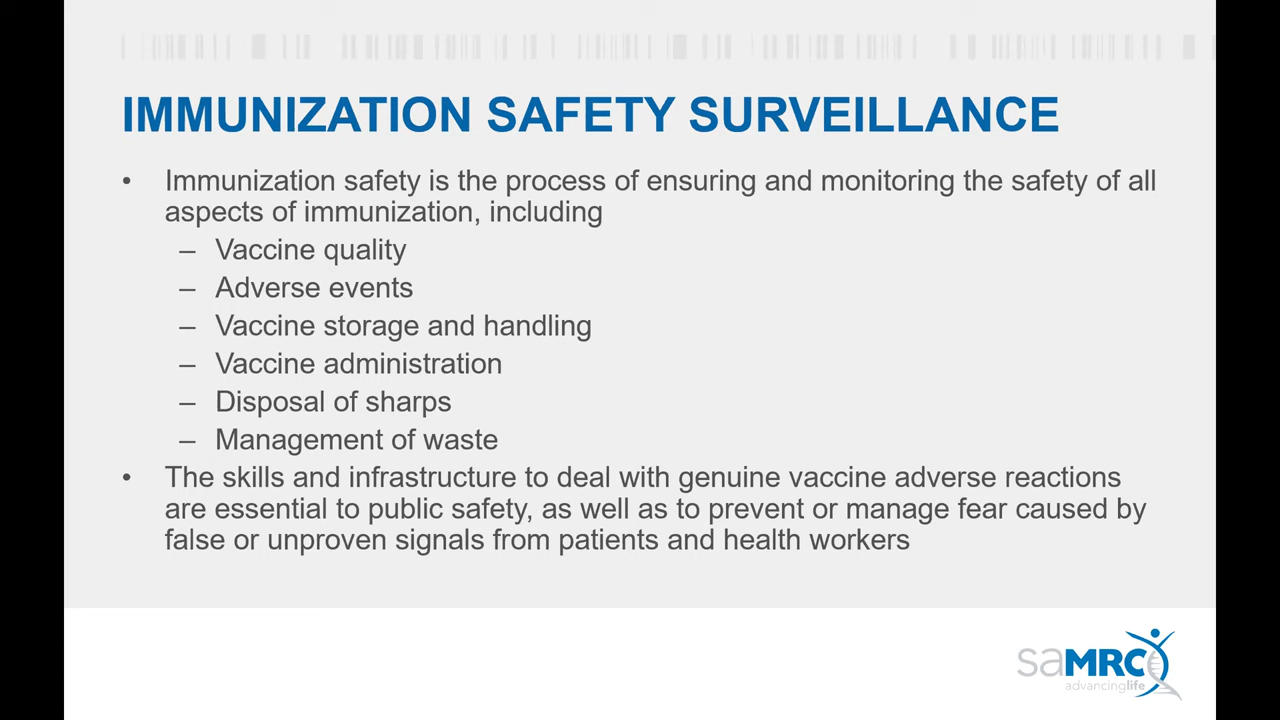 IMMUNIZATION SAFETY SURVEILLANCE
• Immunization safety is the process of ensuring and monitoring the safety of all
aspects of immunization, including
– Vaccine quality
– Adverse events
– Vaccine storage and handling
– Vaccine administration
– Disposal of sharps
– Management of waste
• The skills and infrastructure to deal with genuine vaccine adverse reactions
are essential to public safety, as well as to prevent or manage fear caused by
false or unproven signals from patients and health workers
saMRC
advancinglife